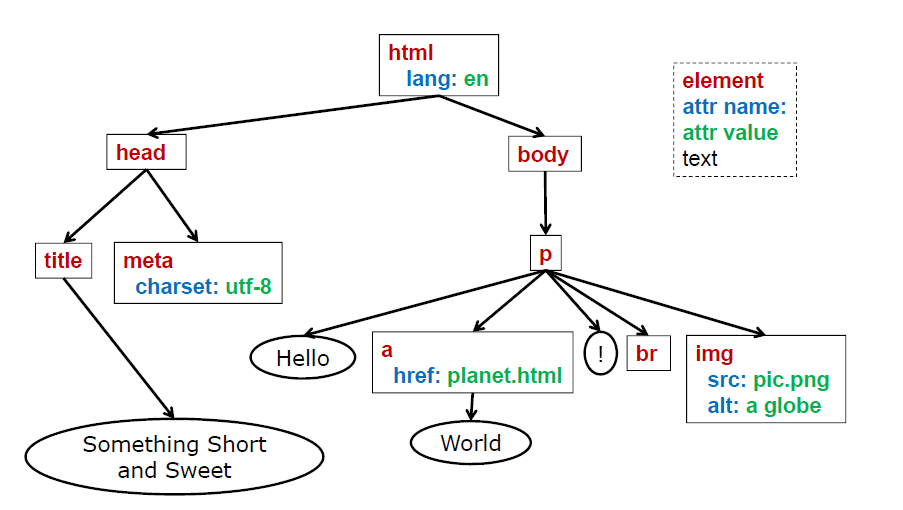 html
lang: en
element
attr name:
attr value
text
head
body
title
meta
charset: utf-8
p
Hello
a
href: planet.html
!
br
img
src: pic.png
alt: a globe
World
Something Short
and Sweet